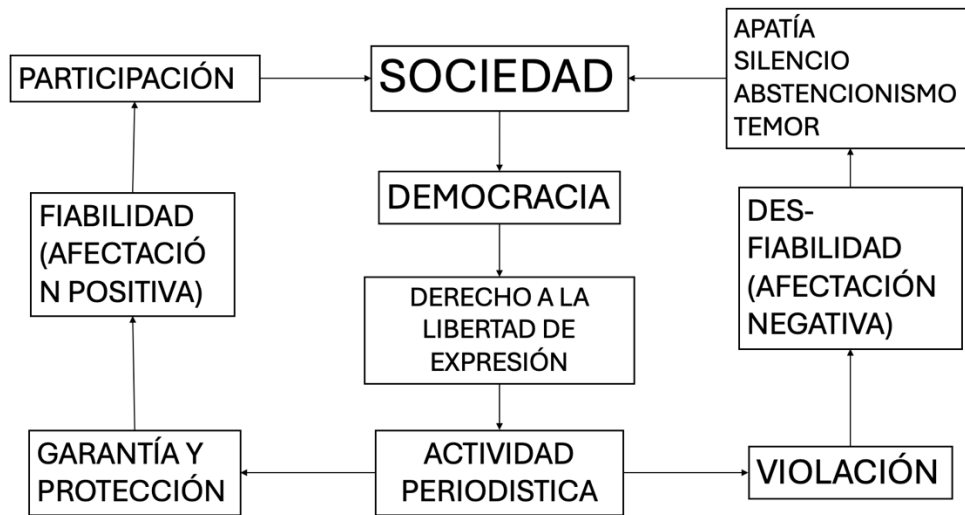 PARTICIPACIÓN
SOCIEDAD
APATÍA
SILENCIO
ABSTENCIONISMO
TEMOR
FIABILIDAD
(AFECTACIÓ
N POSITIVA)
DEMOCRACIA
DES-
FIABILIDAD
(AFECTACIÓN
NEGATIVA)
DERECHO A LA
LIBERTAD DE
EXPRESIÓN
GARANTÍA Y
PROTECCIÓN
ACTIVIDAD
PERIODISTICA
VIOLACIÓN